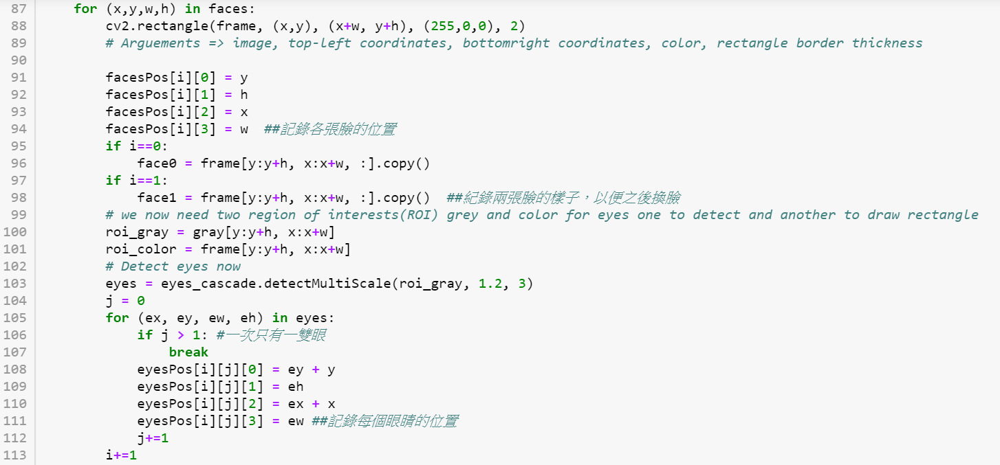 87 for (x,y,w,h) in faces:
88 cv2.rectangle(frame, (x,y), (x+w, y+h), (255,0,0), 2)
89 # Arguements => image, top-left coordinates, bottomright coordinates, color, rectangle border thickness
90
91 facesPos[i][0] = y
92 facesPos[i][1] = h
93 facesPos[i][2] = x
94 facesPos[i][3] = w ##記錄各張臉的位置
95 if i==0:
96 face0 = frame[y:y+h, x:x+w, :].copy()
97 if i==1:
98 face1 = frame[y:y+h, x:x+w, :].copy() ##紀錄兩張臉的樣子，以便之後換臉
99 # we now need two region of interests(ROI) grey and color for eyes one to detect and another to draw rectangle
100 roi_gray = gray[y:y+h, x:x+w]
101 roi_color = frame[y:y+h, x:x+w]
102 # Detect eyes now
103 eyes = eyes_cascade.detectMultiScale(roi_gray, 1.2, 3)
104 j = 0
105 for (ex, ey, ew, eh) in eyes:
106 if j > 1: #一次只有一雙眼
107 break
108 eyesPos[i][j][0] = ey + y
109 eyesPos[i][j][1] = eh
110 eyesPos[i][j][2] = ex + x
111 eyesPos[i][j][3] = ew ##記錄每個眼睛的位置
112 j+=1
113 i+=1